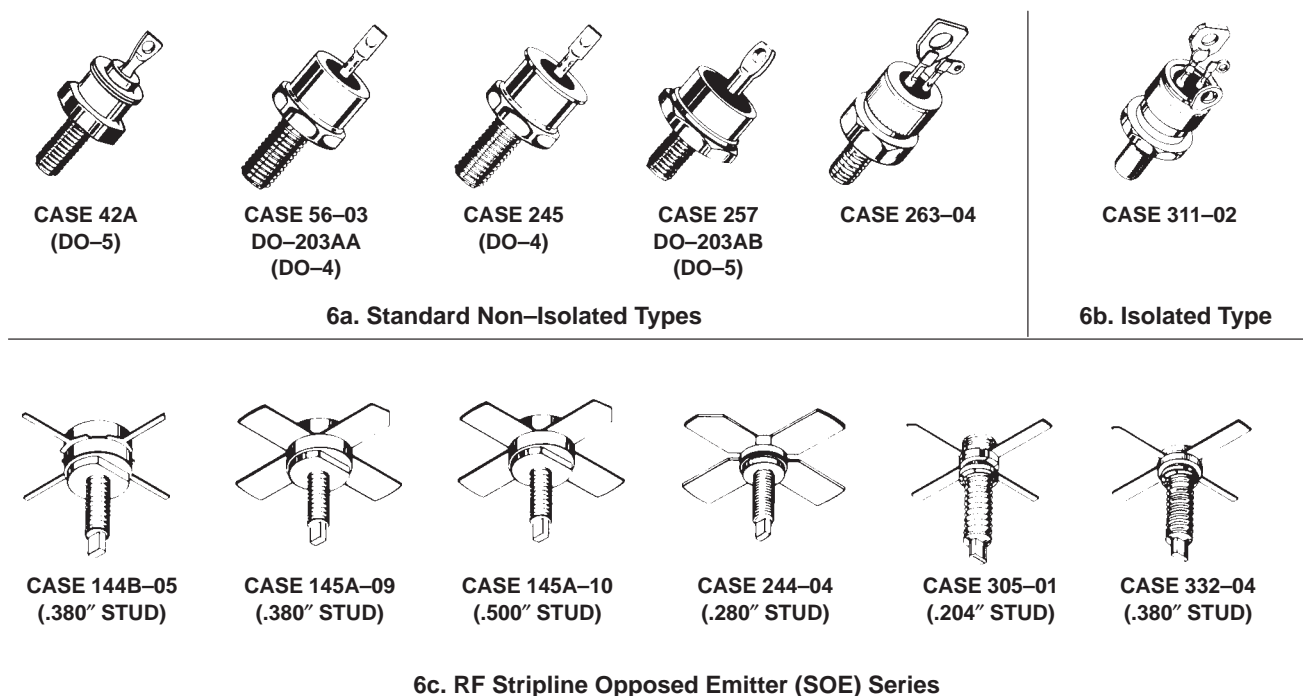 CASE 42A
(DO–5)
CASE 56–03
DO–203AA
(DO–4)
CASE 245
(DO–4)
CASE 257
DO–203AB
(DO–5)
CASE 263–04
CASE 311–02
6a. Standard Non–Isolated Types
6b. Isolated Type
CASE 144B–05
(.380″ STUD)
CASE 145A–09
(.380″ STUD)
CASE 145A–10
(.500″ STUD)
CASE 244–04
(.280″ STUD)
CASE 305–01
(.204″ STUD)
CASE 332–04
(.380″ STUD)
6c. RF Stripline Opposed Emitter (SOE) Series